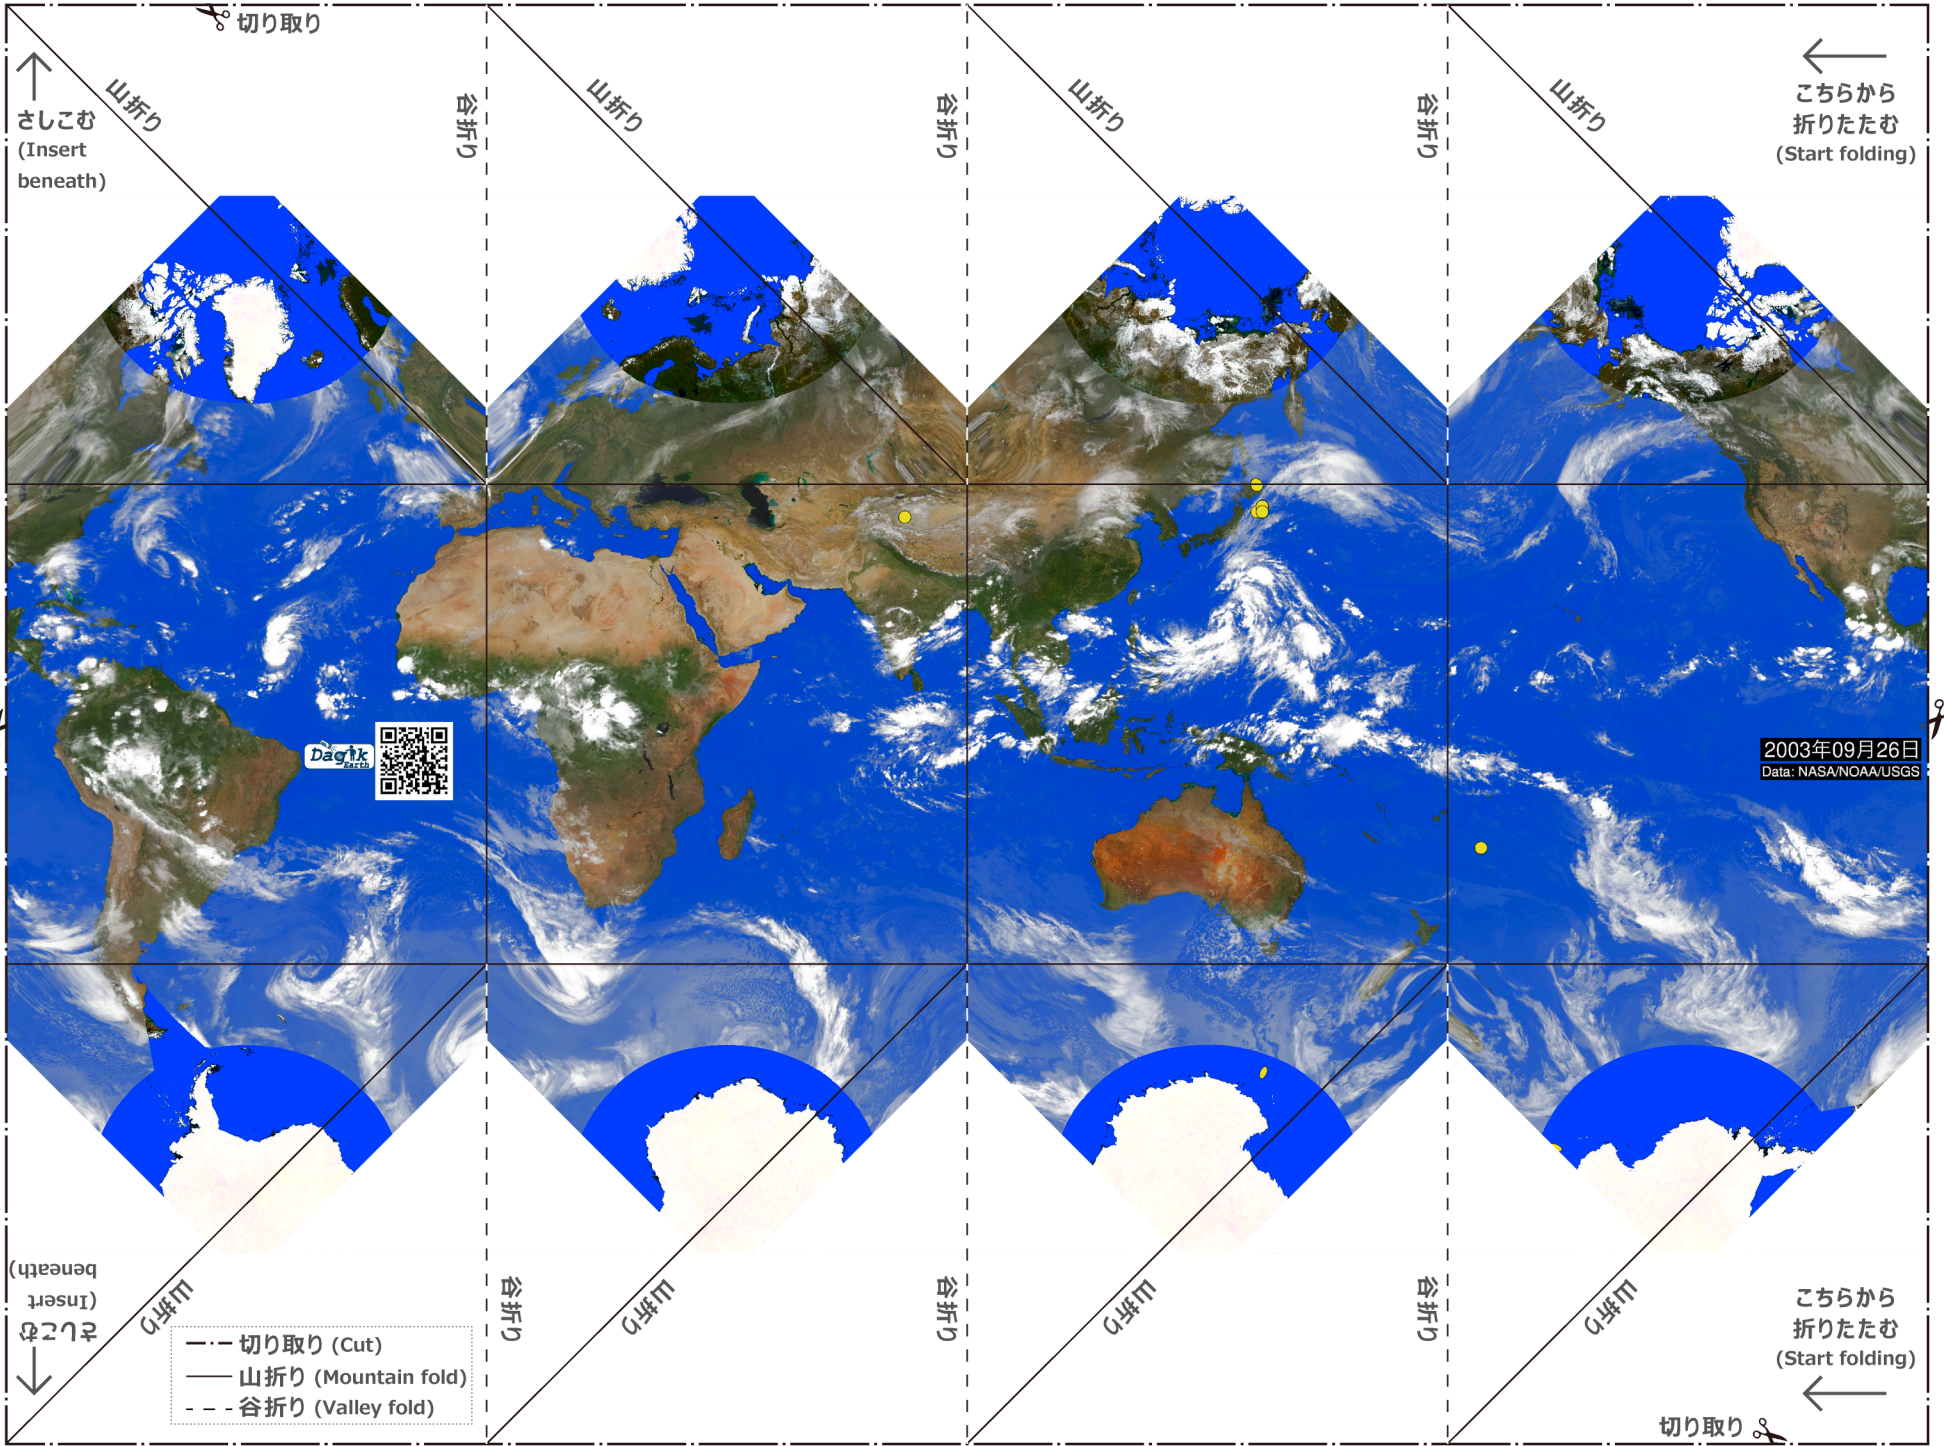 切り取り
山折り
谷折り
山折り
谷折り
山折り
谷折り
山折り
さしこむ
(Insert
beneath)
こちらから
折りたたむ
(Start folding)
Dagik
Earth
2003年09月26日
Data: NASA/NOAA/USGS
さしこむ
(Insert
beneath)
山折り
谷折り
山折り
谷折り
山折り
谷折り
山折り
こちらから
折りたたむ
(Start folding)
切り取り (Cut)
山折り (Mountain fold)
谷折り (Valley fold)
切り取り